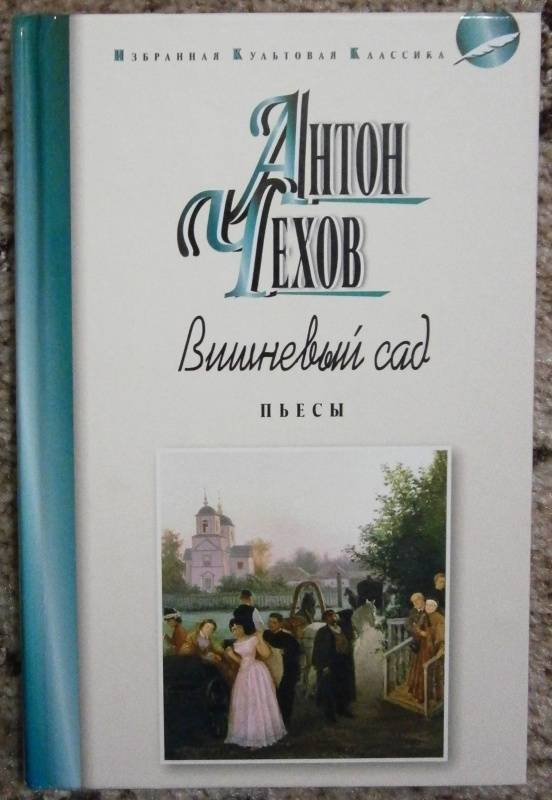 Избранная Культовая Классика
Антон
Чехов
Вишневый сад
ПЬЕСЫ